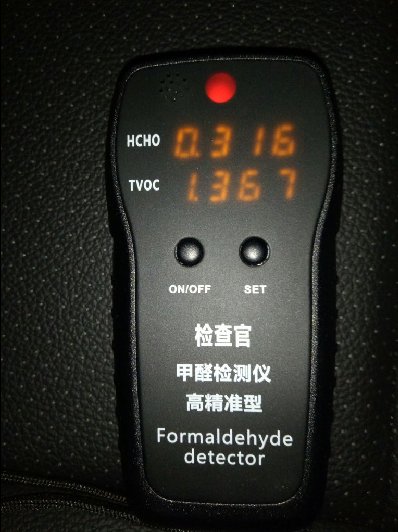 HCHO 0.316
TVOC 1.367
ON/OFF SET
检查官
甲醛检测仪
高精准型
Formaldehyde
detector